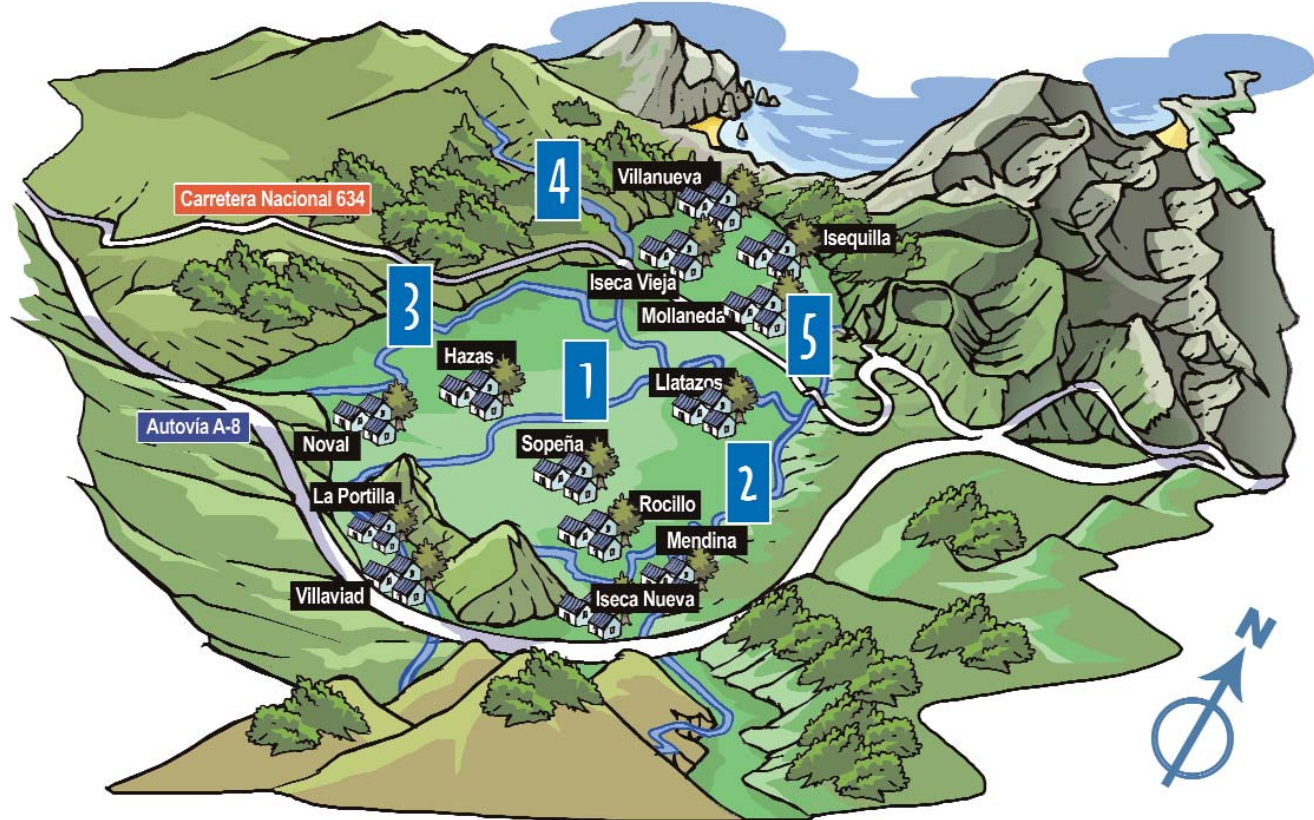 4
Villanueva
Carretera Nacional 634
Isequilla
Iseca Vieja
3
Mollaneda
5
Hazas
1
Llatazos
Autovía A-8
Noval
Sopeña
2
La Portilla
Rocillo
Mendina
Villaviad
Iseca Nueva
N